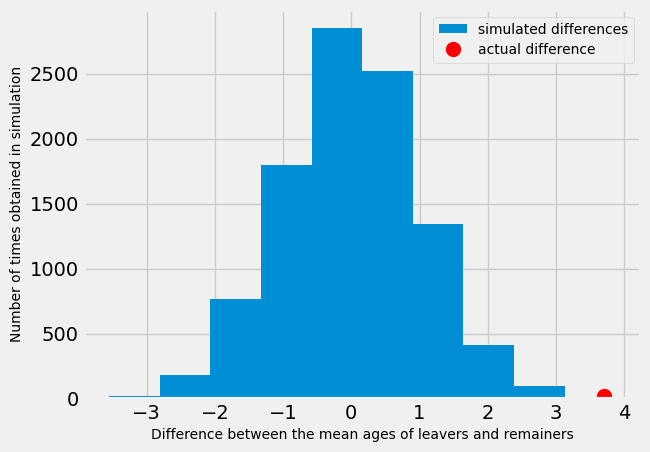 simulated differences
actual difference
Number of times obtained in simulation
2500
2000
1500
1000
500
0
−3 −2 −1 0 1 2 3 4
Difference between the mean ages of leavers and remainers